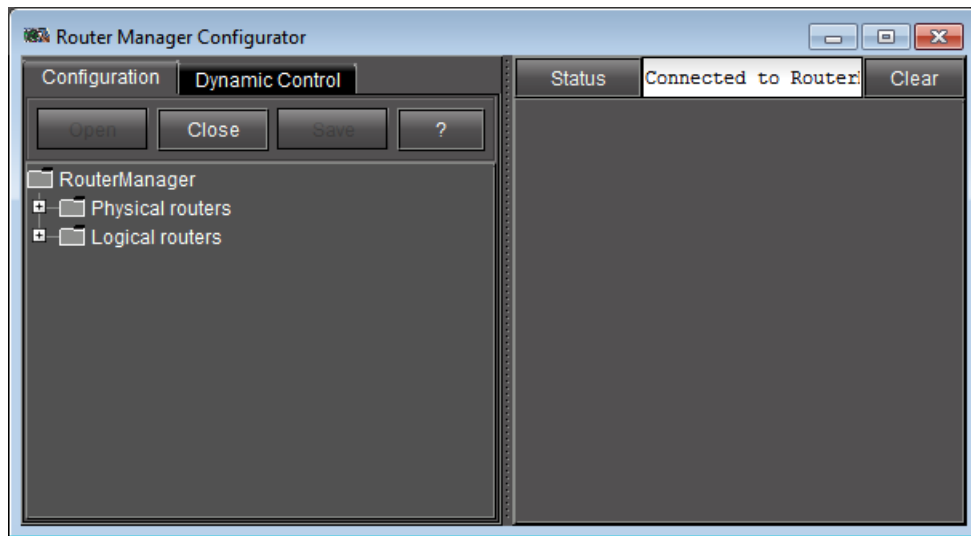 Router Manager Configurator
Configuration Dynamic Control
Status Connected to Router Clear
Open Close Save ?
RouterManager
Physical routers
Logical routers